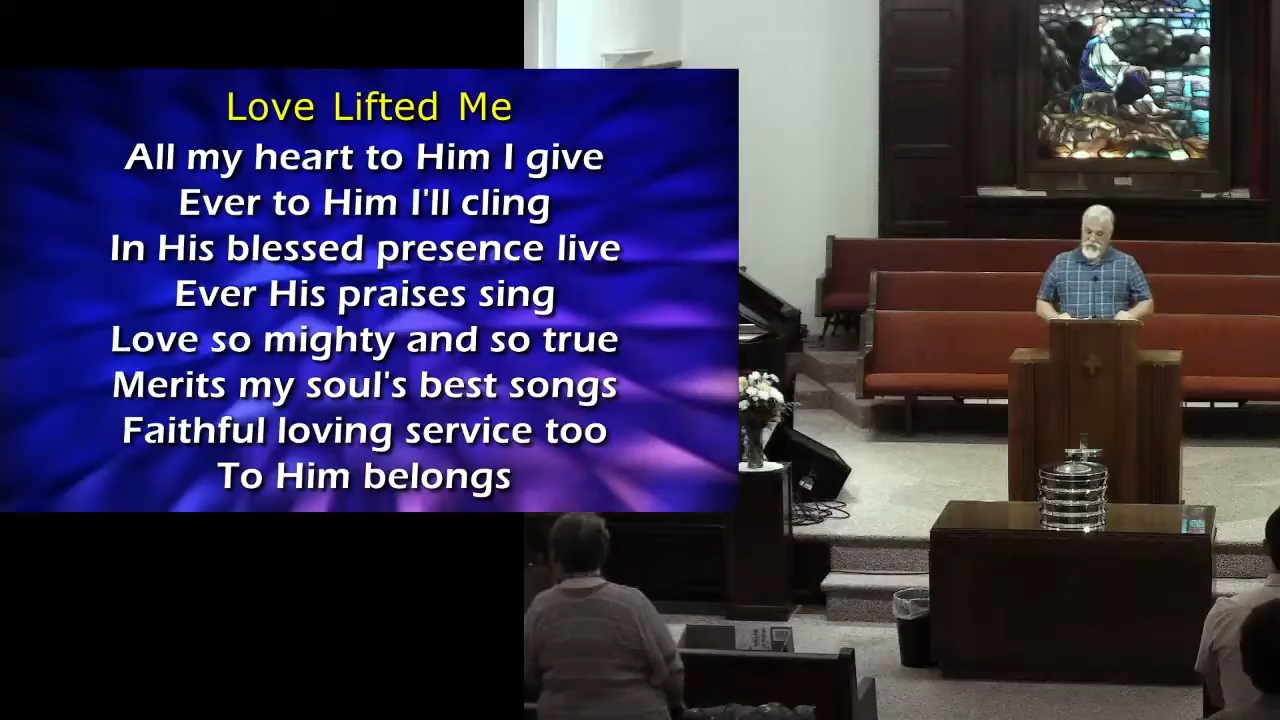 Love Lifted Me
All my heart to Him I give
Ever to Him I'll cling
In His blessed presence live
Ever His praises sing
Love so mighty and so true
Merits my soul's best songs
Faithful loving service too
To Him belongs